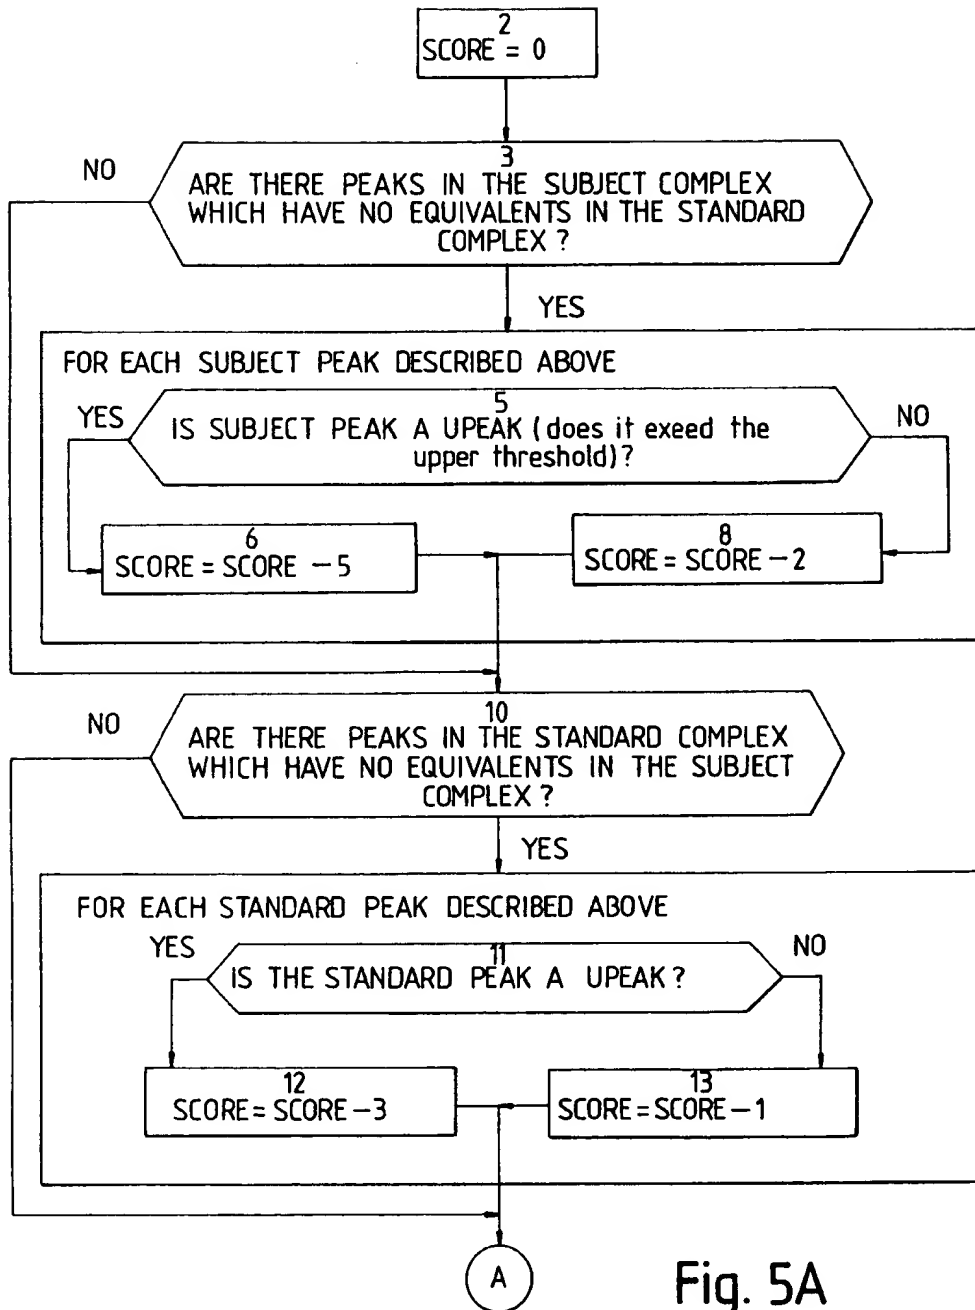 2
SCORE = 0
3
NO
ARE THERE PEAKS IN THE SUBJECT COMPLEX
WHICH HAVE NO EQUIVALENTS IN THE STANDARD
COMPLEX ?
YES
FOR EACH SUBJECT PEAK DESCRIBED ABOVE
5
YES
NO
IS SUBJECT PEAK A UPEAK (does it exeed the
upper threshold)?
6
SCORE = SCORE - 5
8
SCORE = SCORE - 2
10
NO
ARE THERE PEAKS IN THE STANDARD COMPLEX
WHICH HAVE NO EQUIVALENTS IN THE SUBJECT
COMPLEX ?
YES
FOR EACH STANDARD PEAK DESCRIBED ABOVE
YES
11
NO
IS THE STANDARD PEAK A UPEAK ?
12
SCORE = SCORE - 3
13
SCORE = SCORE - 1
A
Fig. 5A